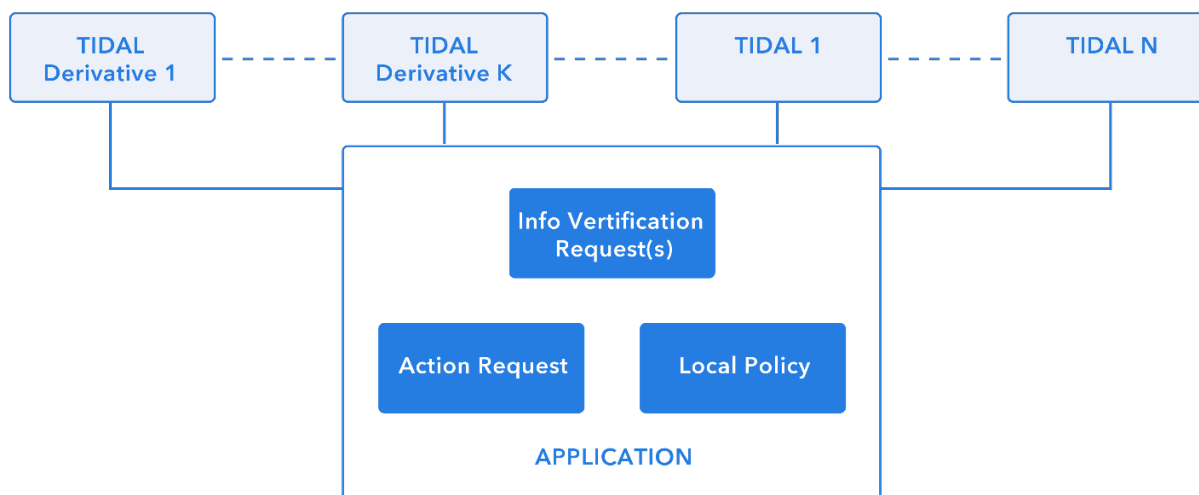 TIDAL
Derivative 1
TIDAL
Derivative K
TIDAL 1
TIDAL N
Info Vertification
Request(s)
Action Request
Local Policy
APPLICATION